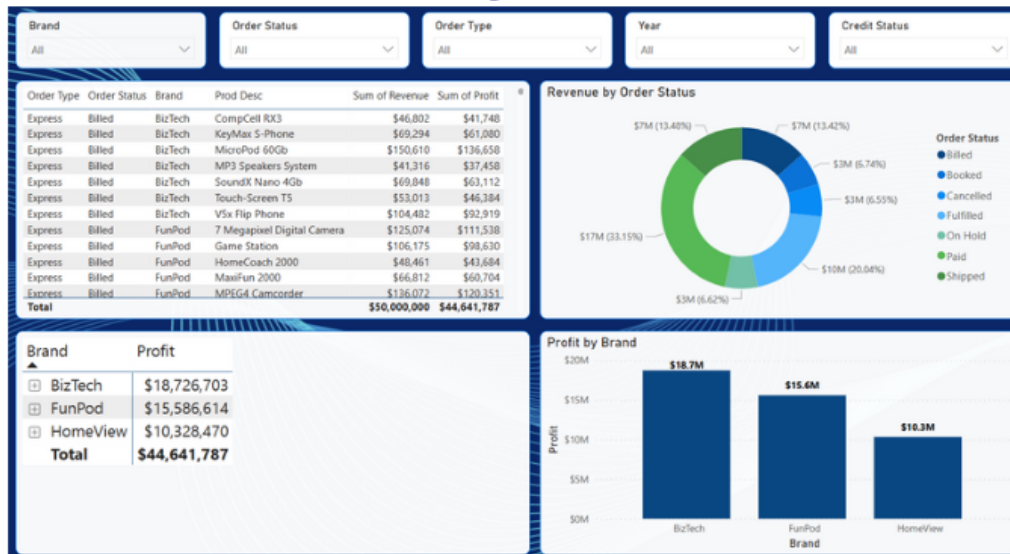 Brand
All
Order Status
All
Order Type
All
Year
All
Credit Status
All
Order Type Order Status Brand Prod Desc Sum of Revenue Sum of Profit
Express Billed BizTech CompCell RX3 $46,802 $41,748
Express Billed BizTech KeyMax S-Phone $69,294 $61,080
Express Billed BizTech MicroPod 60Gb $150,610 $136,658
Express Billed BizTech MP3 Speakers System $41,316 $37,458
Express Billed BizTech SoundX Nano 4Gb $69,848 $63,112
Express Billed BizTech Touch-Screen T5 $53,013 $46,384
Express Billed BizTech V5x Flip Phone $104,482 $92,919
Express Billed FunPod 7 Megapixel Digital Camera $125,074 $111,538
Express Billed FunPod Game Station $106,175 $98,630
Express Billed FunPod HomeCoach 2000 $48,461 $43,684
Express Billed FunPod MaxiFun 2000 $66,812 $60,704
Express Billed FunPod MPEG4 Camcorder $136,072 $120,351
Total $50,000,000 $44,641,787
Revenue by Order Status
$7M (13.48%)
$7M (13.42%)
$3M (6.74%)
$3M (6.55%)
$17M (33.15%)
$10M (20.04%)
$3M (6.62%)
Order Status
Billed
Booked
Cancelled
Fulfilled
On Hold
Paid
Shipped
Brand Profit
BizTech $18,726,703
FunPod $15,586,614
HomeView $10,328,470
Total $44,641,787
Profit by Brand
$20M
$18.7M
$15.6M
$15M
$10.3M
$10M
Profit
$5M
$0M
BizTech FunPod HomeView
Brand